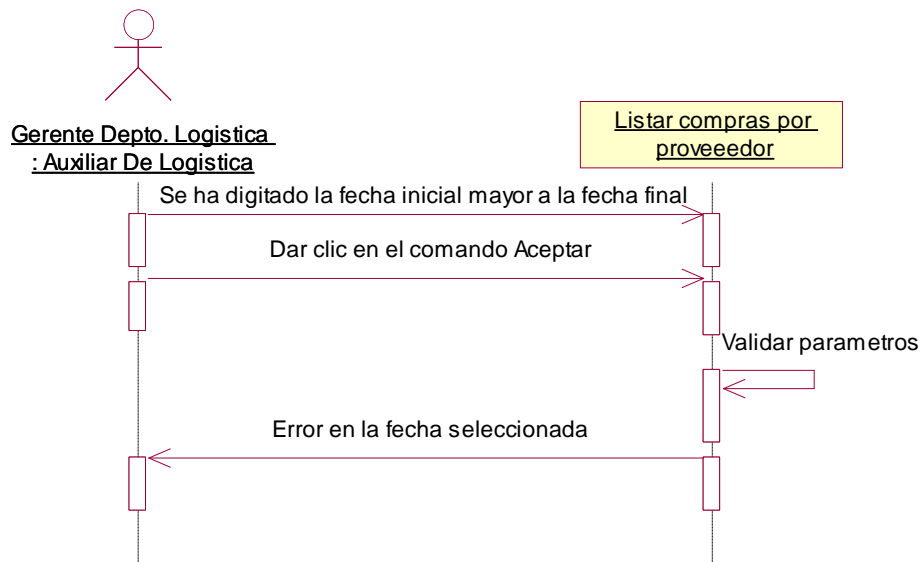 Gerente Depto. Logistica
: Auxiliar De Logistica
Listar compras por
proveeedor
Se ha digitado la fecha inicial mayor a la fecha final
Dar clic en el comando Aceptar
Validar parametros
Error en la fecha seleccionada